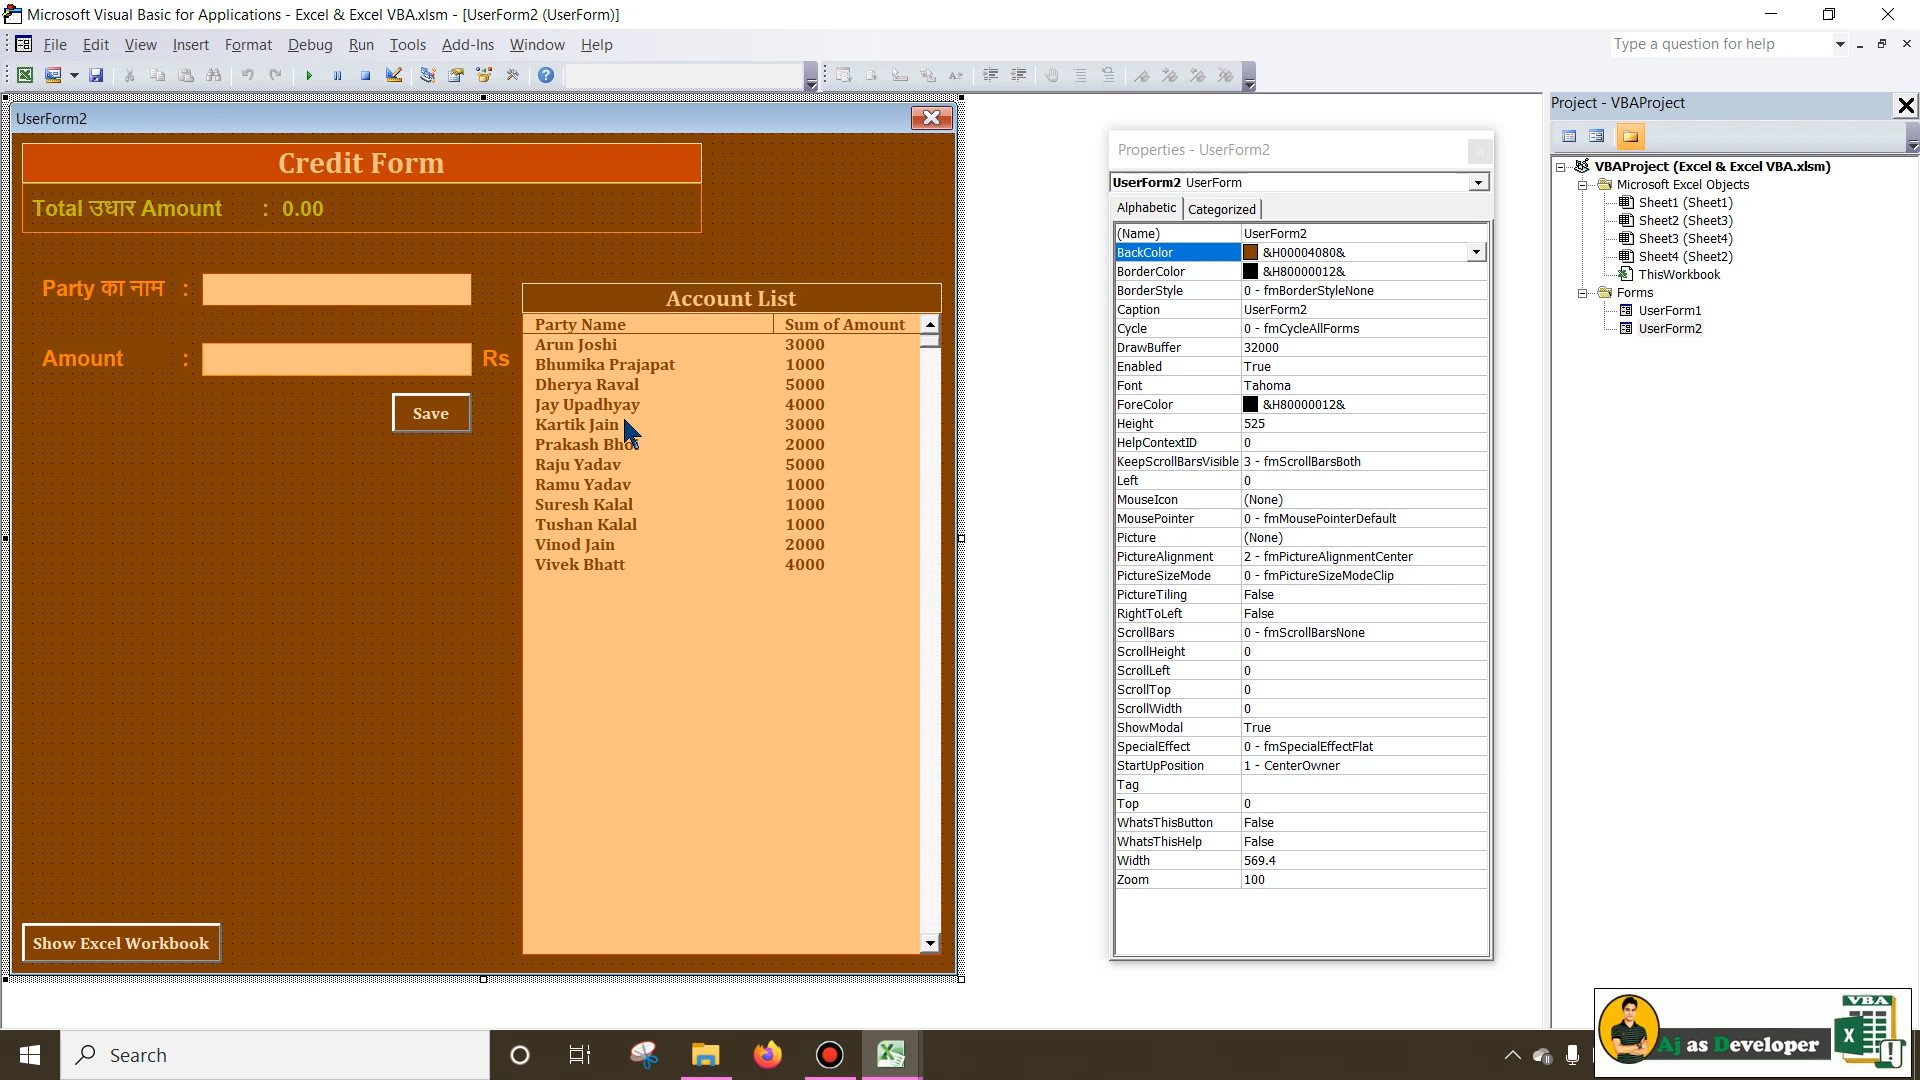 Microsoft Visual Basic for Applications - Excel & Excel VBA.xlsm - [UserForm2 (UserForm)]
File Edit View Insert Format Debug Run Tools Add-Ins Window Help
Type a question for help
UserForm2
Credit Form
Total उधार Amount : 0.00
Party का नाम :
Amount : Rs
Save
Show Excel Workbook
Account List
Party Name Sum of Amount
Arun Joshi 3000
Bhumika Prajapat 1000
Dherya Raval 5000
Jay Upadhyay 4000
Kartik Jain 3000
Prakash 2000
Raju Yadav 5000
Ramu Yadav 1000
Suresh Kalal 1000
Tushan Kalal 1000
Vinod Jain 2000
Vivek Bhatt 4000
Properties - UserForm2
UserForm2 UserForm
Alphabetic Categorized
(Name) UserForm2
BackColor &H00004080&
BorderColor &H80000012&
BorderStyle 0 - fmBorderStyleNone
Caption UserForm2
Cycle 0 - fmCycleAllForms
DrawBuffer 32000
Enabled True
Font Tahoma
ForeColor &H80000012&
Height 525
HelpContextID 0
KeepScrollBarsVisible 3 - fmScrollBarsBoth
Left 0
MouseIcon (None)
MousePointer 0 - fmMousePointerDefault
Picture (None)
PictureAlignment 2 - fmPictureAlignmentCenter
PictureSizeMode 0 - fmPictureSizeModeClip
PictureTiling False
RightToLeft False
ScrollBars 0 - fmScrollBarsNone
ScrollHeight 0
ScrollLeft 0
ScrollTop 0
ScrollWidth 0
ShowModal True
SpecialEffect 0 - fmSpecialEffectFlat
StartUpPosition 1 - CenterOwner
Tag
Top 0
WhatsThisButton False
WhatsThisHelp False
Width 569.4
Zoom 100
Project - VBAProject
VBAProject (Excel & Excel VBA.xlsm)
Microsoft Excel Objects
Sheet1 (Sheet1)
Sheet2 (Sheet3)
Sheet3 (Sheet4)
Sheet4 (Sheet2)
ThisWorkbook
Forms
UserForm1
UserForm2
Search
Aj as Developer
VBA